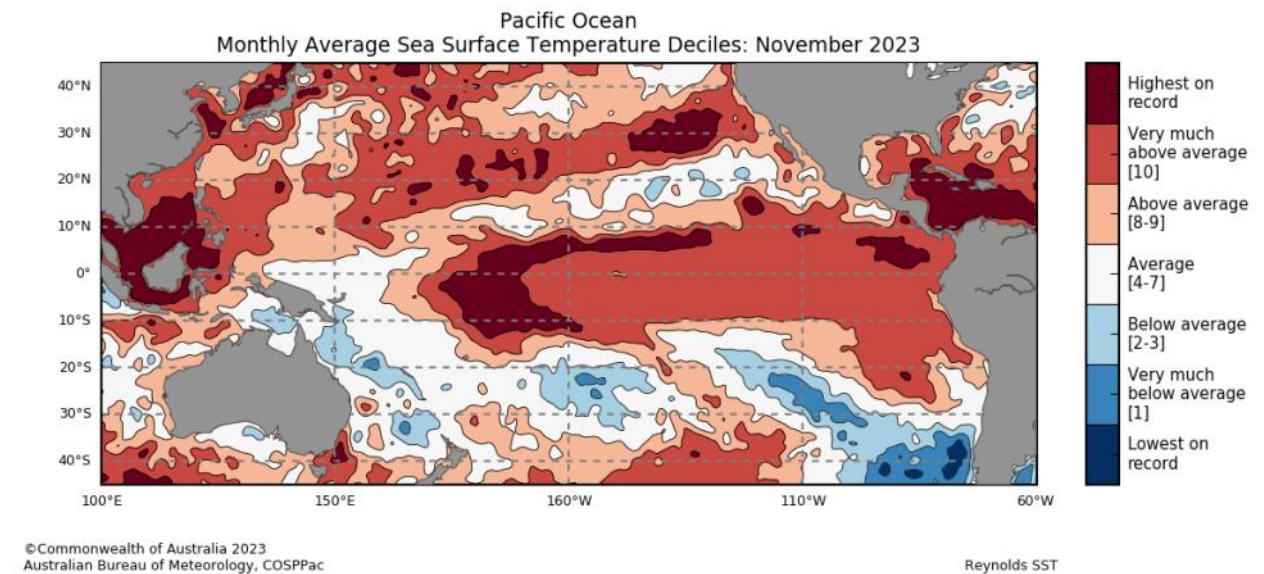 Pacific Ocean
Monthly Average Sea Surface Temperature Deciles: November 2023
40°N
30°N
20°N
10°N
0°
10°S
20°S
30°S
40°S
100°E
150°E
160°W
110°W
60°W
Highest on
record
Very much
above average
[10]
Above average
[8-9]
Average
[4-7]
Below average
[2-3]
Very much
below average
[1]
Lowest on
record
©Commonwealth of Australia 2023
Australian Bureau of Meteorology, COSPPac
Reynolds SST